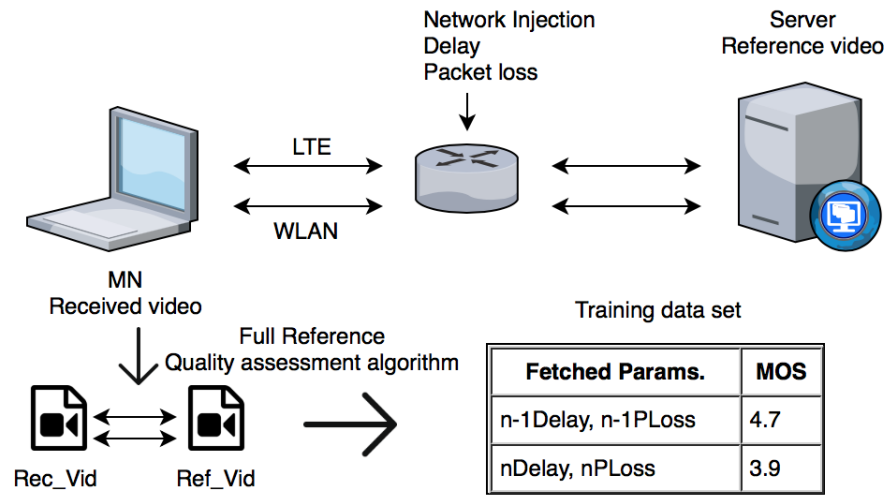 Network Injection
Delay
Packet loss
Server
Reference video
LTE
WLAN
MN
Received video
Full Reference
Quality assessment algorithm
Rec_Vid
Ref_Vid
Training data set
Fetched Params. MOS
n-1Delay, n-1PLoss 4.7
nDelay, nPLoss 3.9